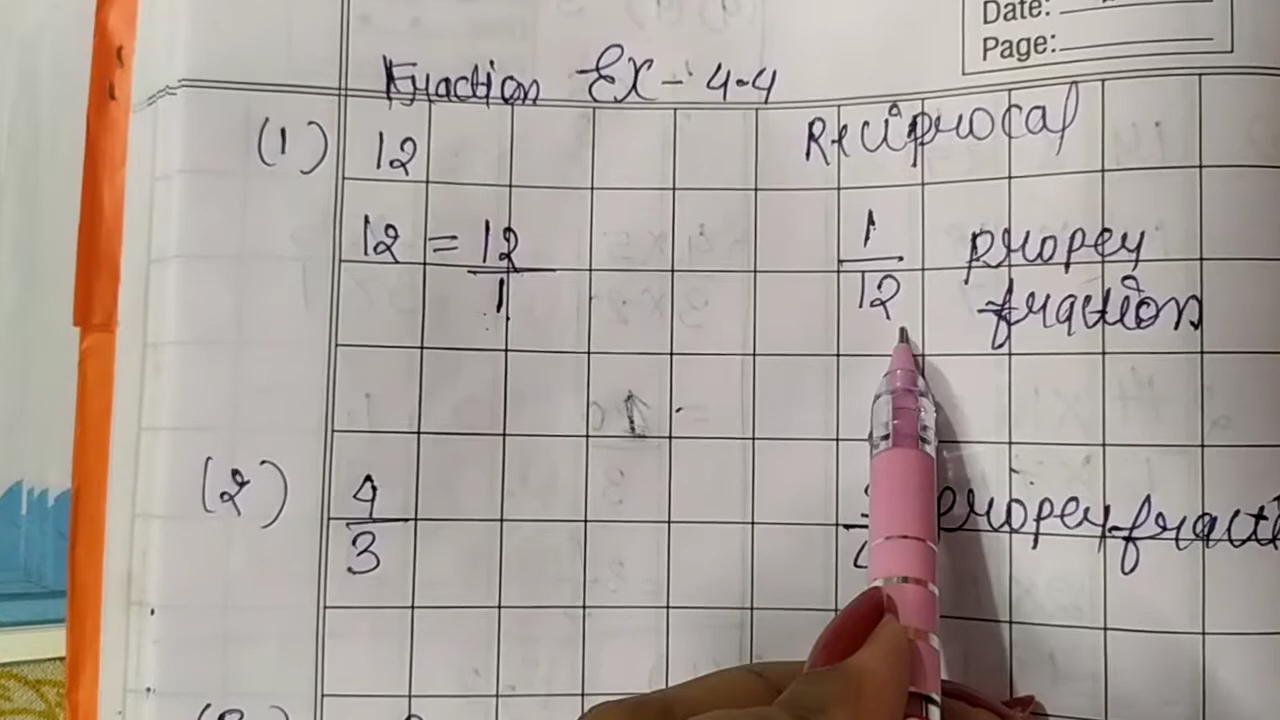 Date:
Page:
Fraction Ex - 4.4
(1) 12 Reciprocal
12 = 12/1 1/12 proper fraction
(2) 4/3 proper fracti